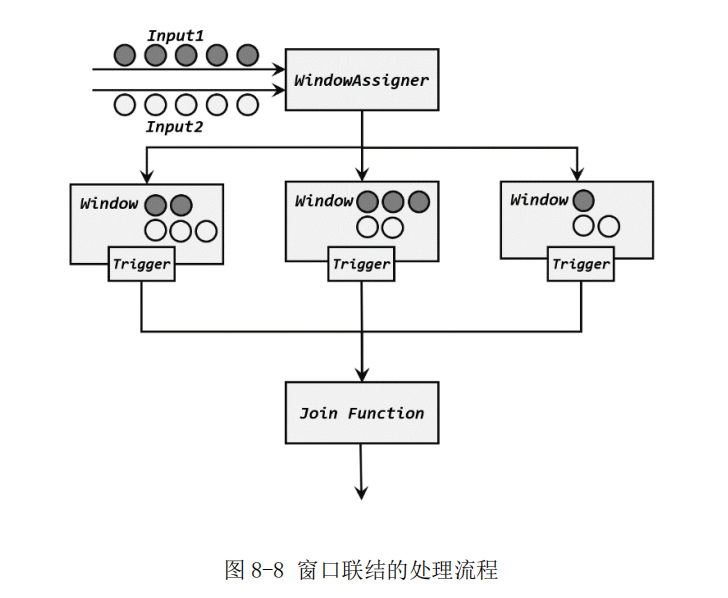 Input1
WindowAssigner
Input2
Window
Window
Window
Trigger
Trigger
Trigger
Join Function
图 8-8 窗口联结的处理流程